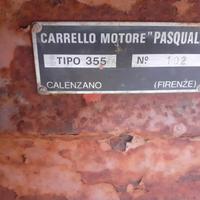 CARRELLO MOTORE "PASQUAL
TIPO 355 Nº 102
CALENZANO (FIRENZE)